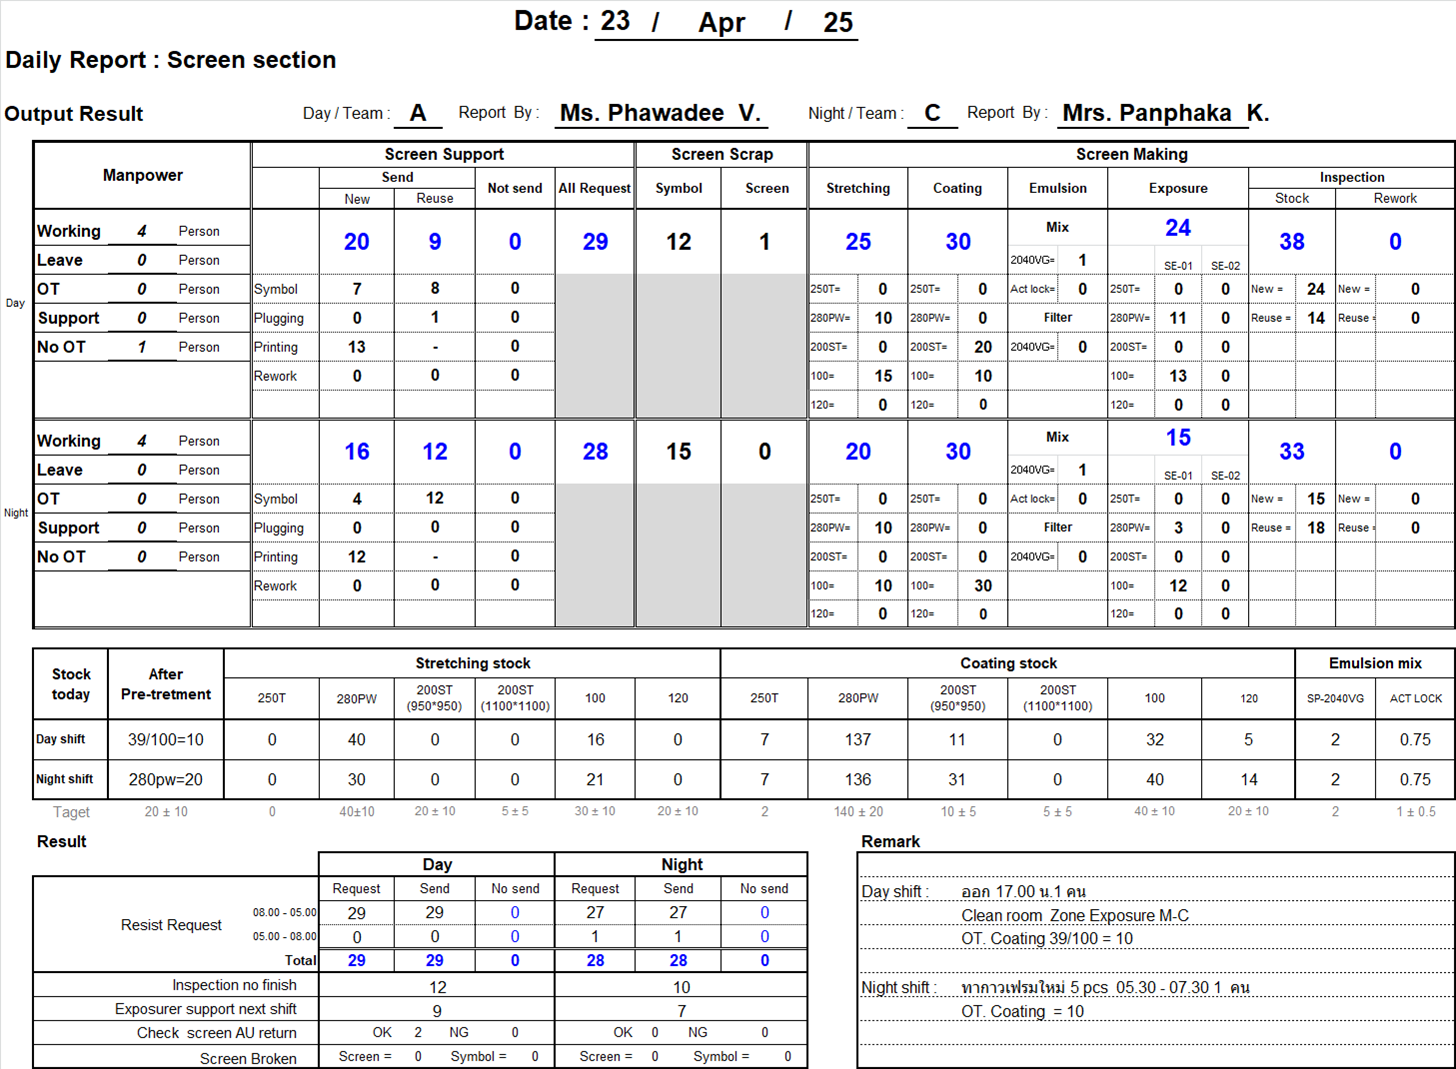 Date : 23 / Apr / 25
Daily Report : Screen section
Output Result Day / Team : A Report By : Ms. Phawadee V. Night / Team : C Report By : Mrs. Panphaka K.
Manpower Screen Support Screen Scrap Screen Making
Send Not send All Request Symbol Screen Stretching Coating Emulsion Exposure Inspection
New Reuse Stock Rework
Day
Working 4 Person 20 9 0 29 12 1 25 30 Mix 24 38 0
Leave 0 Person 2040VG= 1 SE-01 SE-02
OT 0 Person Symbol 7 8 0 250T= 0 250T= 0 Act lock= 0 250T= 0 0 New = 24 New = 0
Support 0 Person Plugging 0 1 0 280PW= 10 280PW= 0 Filter 280PW= 11 0 Reuse = 14 Reuse = 0
No OT 1 Person Printing 13 - 0 200ST= 0 200ST= 20 2040VG= 0 200ST= 0 0
Rework 0 0 0 100= 15 100= 10 100= 13 0
120= 0 120= 0 120= 0 0
Night
Working 4 Person 16 12 0 28 15 0 20 30 Mix 15 33 0
Leave 0 Person 2040VG= 1 SE-01 SE-02
OT 0 Person Symbol 4 12 0 250T= 0 250T= 0 Act lock= 0 250T= 0 0 New = 15 New = 0
Support 0 Person Plugging 0 0 0 280PW= 10 280PW= 0 Filter 280PW= 3 0 Reuse = 18 Reuse = 0
No OT 0 Person Printing 12 - 0 200ST= 0 200ST= 0 2040VG= 0 200ST= 0 0
Rework 0 0 0 100= 10 100= 30 100= 12 0
120= 0 120= 0 120= 0 0
Stock today After Pre-tretment Stretching stock Coating stock Emulsion mix
250T 280PW 200ST (950*950) 200ST (1100*1100) 100 120 250T 280PW 200ST (950*950) 200ST (1100*1100) 100 120 SP-2040VG ACT LOCK
Day shift 39/100=10 0 40 0 0 16 0 7 137 11 0 32 5 2 0.75
Night shift 280pw=20 0 30 0 0 21 0 7 136 31 0 40 14 2 0.75
Taget 20 ± 10 0 40±10 20 ± 10 5 ± 5 30 ± 10 20 ± 10 2 140 ± 20 10 ± 5 5 ± 5 40 ± 10 20 ± 10 2 1 ± 0.5
Result
Day Night
Request Send No send Request Send No send
Resist Request 08.00 - 05.00 29 29 0 27 27 0
05.00 - 08.00 0 0 0 1 1 0
Total 29 29 0 28 28 0
Inspection no finish 12 10
Exposurer support next shift 9 7
Check screen AU return OK 2 NG 0 OK 0 NG 0
Screen Broken Screen = 0 Symbol = 0 Screen = 0 Symbol = 0
Remark
Day shift : ออก 17.00 น.1 คน
Clean room Zone Exposure M-C
OT. Coating 39/100 = 10
Night shift : ทากาวเฟรมใหม่ 5 pcs 05.30 - 07.30 1 คน
OT. Coating = 10